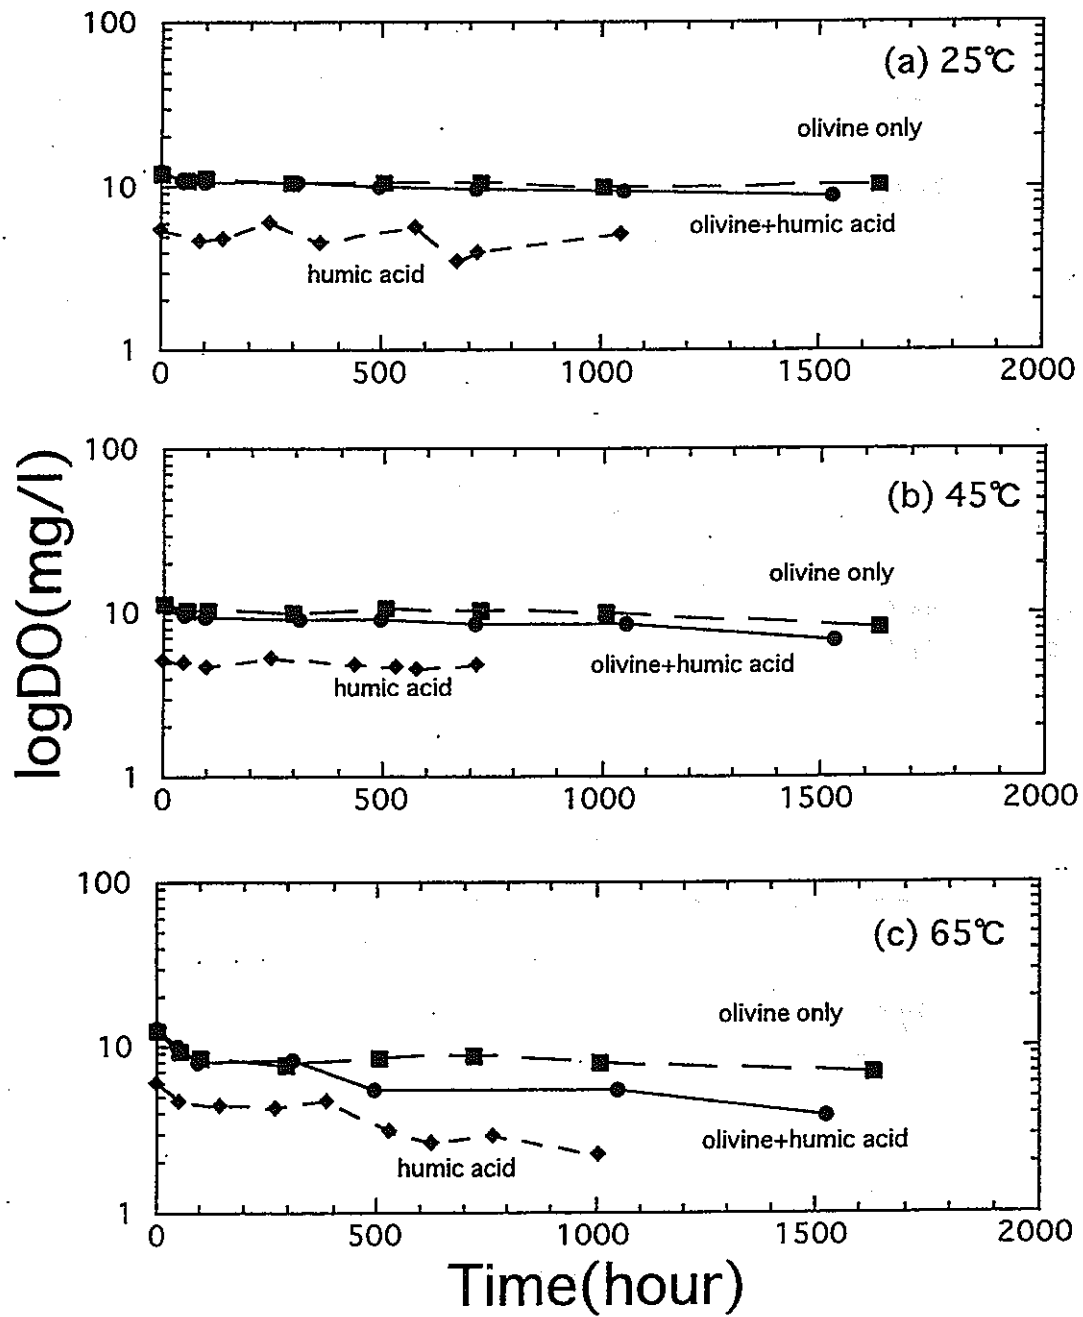 100
(a) 25℃
olivine only
10
olivine+humic acid
humic acid
1
0 500 1000 1500 2000
100
(b) 45℃
olivine only
10
olivine+humic acid
humic acid
1
0 500 1000 1500 2000
logDO(mg/l)
100
(c) 65℃
olivine only
10
olivine+humic acid
humic acid
1
0 500 1000 1500 2000
Time(hour)